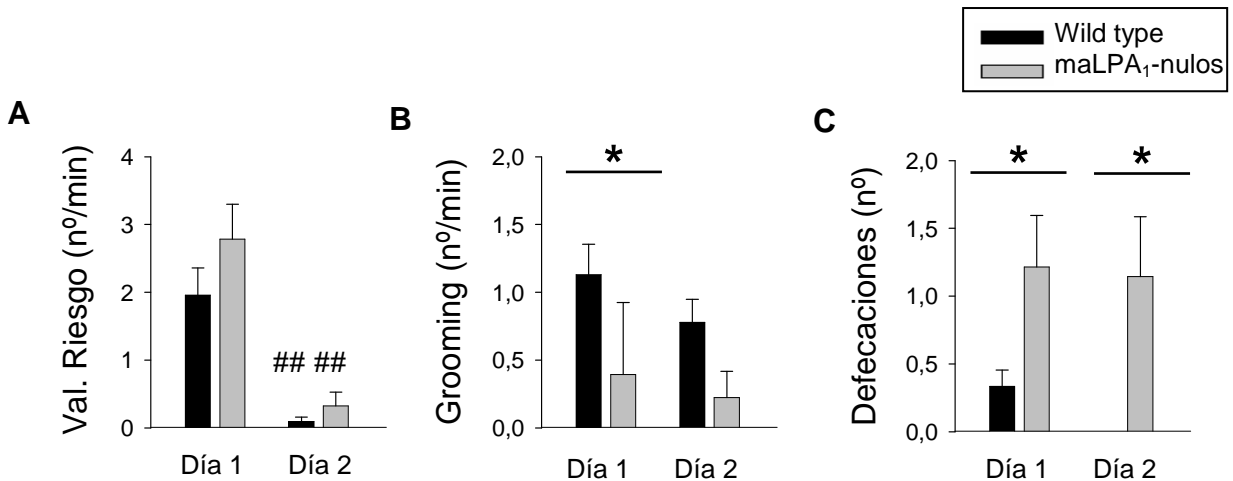 Wild type
maLPA₁-nulos
A
Val. Riesgo (nº/min)
4
3
2
1
0
## ##
Día 1 Día 2
B
Grooming (nº/min)
2,0
1,5
1,0
0,5
0,0
*
Día 1 Día 2
C
Defecaciones (nº)
2,0
1,5
1,0
0,5
0,0
* *
Día 1 Día 2